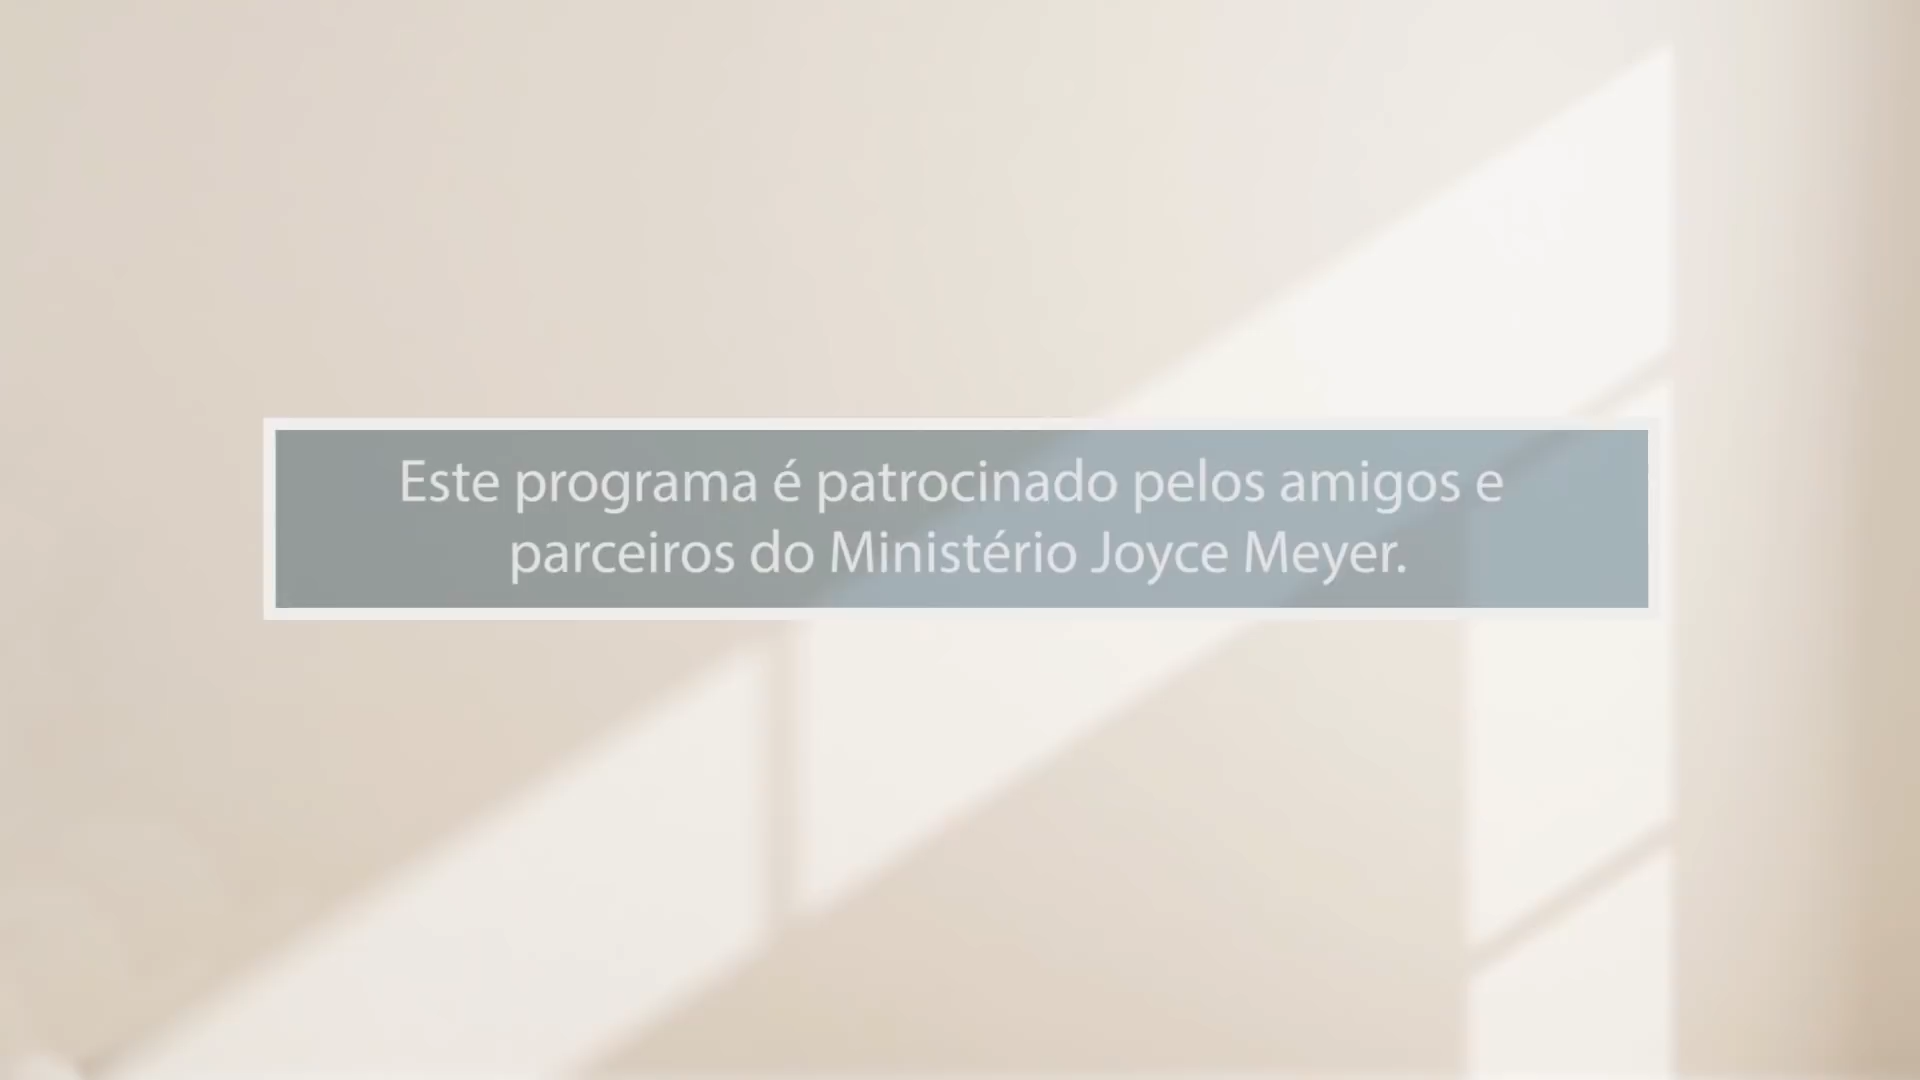 Este programa é patrocinado pelos amigos e
parceiros do Ministério Joyce Meyer.